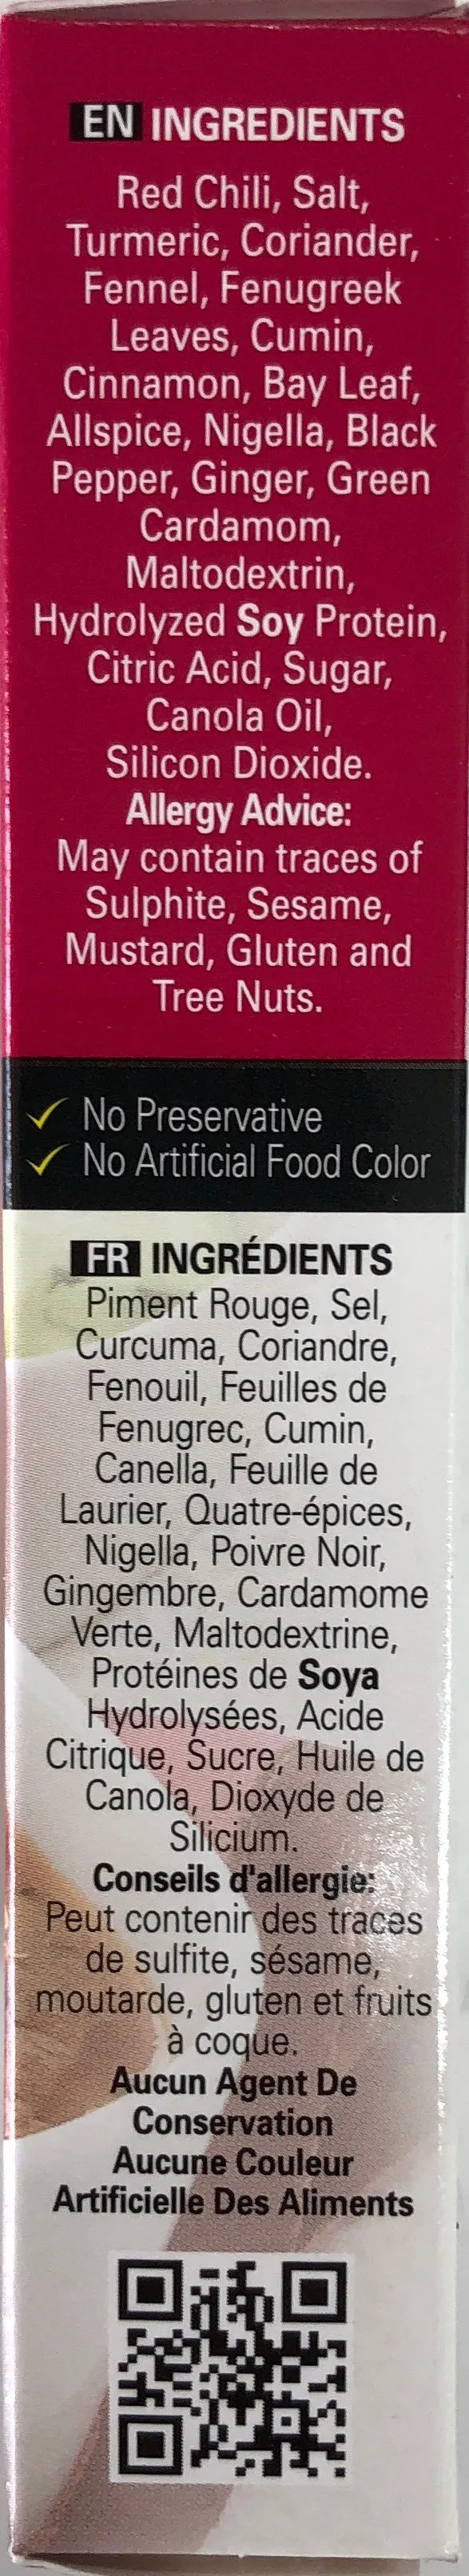 EN INGREDIENTS
Red Chili, Salt,
Turmeric, Coriander,
Fennel, Fenugreek
Leaves, Cumin,
Cinnamon, Bay Leaf,
Allspice, Nigella, Black
Pepper, Ginger, Green
Cardamom,
Maltodextrin,
Hydrolyzed Soy Protein,
Citric Acid, Sugar,
Canola Oil,
Silicon Dioxide.
Allergy Advice:
May contain traces of
Sulphite, Sesame,
Mustard, Gluten and
Tree Nuts.
✓ No Preservative
✓ No Artificial Food Color
FR INGRÉDIENTS
Piment Rouge, Sel,
Curcuma, Coriandre,
Fenouil, Feuilles de
Fenugrec, Cumin,
Canella, Feuille de
Laurier, Quatre-épices,
Nigella, Poivre Noir,
Gingembre, Cardamome
Verte, Maltodextrine,
Protéines de Soya
Hydrolysées, Acide
Citrique, Sucre, Huile de
Canola, Dioxyde de
Silicium.
Conseils d'allergie:
Peut contenir des traces
de sulfite, sésame,
moutarde, gluten et fruits
à coque.
Aucun Agent De
Conservation
Aucune Couleur
Artificielle Des Aliments